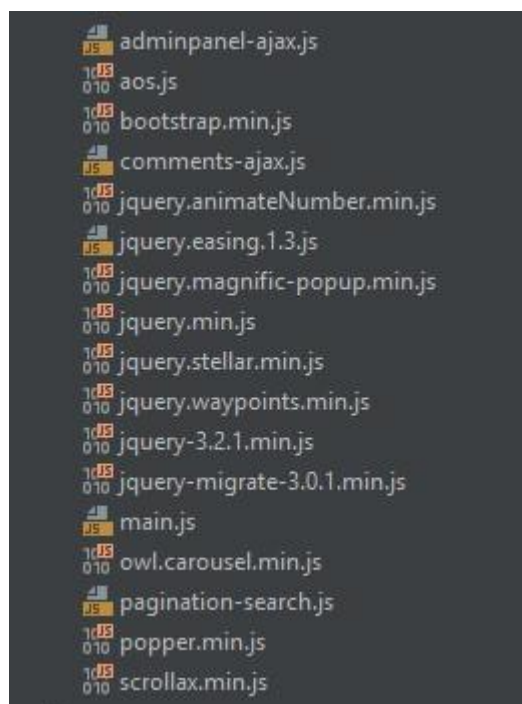 adminpanel-ajax.js
aos.js
bootstrap.min.js
comments-ajax.js
jquery.animateNumber.min.js
jquery.easing.1.3.js
jquery.magnific-popup.min.js
jquery.min.js
jquery.stellar.min.js
jquery.waypoints.min.js
jquery-3.2.1.min.js
jquery-migrate-3.0.1.min.js
main.js
owl.carousel.min.js
pagination-search.js
popper.min.js
scrollax.min.js